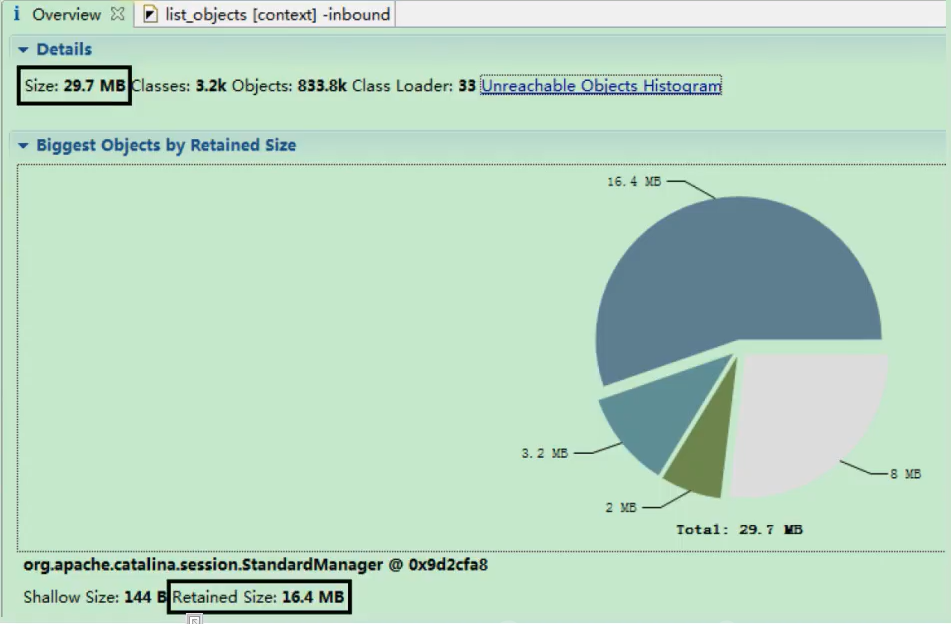 i Overview list_objects [context] -inbound
Details
Size: 29.7 MB Classes: 3.2k Objects: 833.8k Class Loader: 33 Unreachable Objects Histogram
Biggest Objects by Retained Size
16.4 MB
3.2 MB
8 MB
2 MB
Total: 29.7 MB
org.apache.catalina.session.StandardManager @ 0x9d2cfa8
Shallow Size: 144 B Retained Size: 16.4 MB